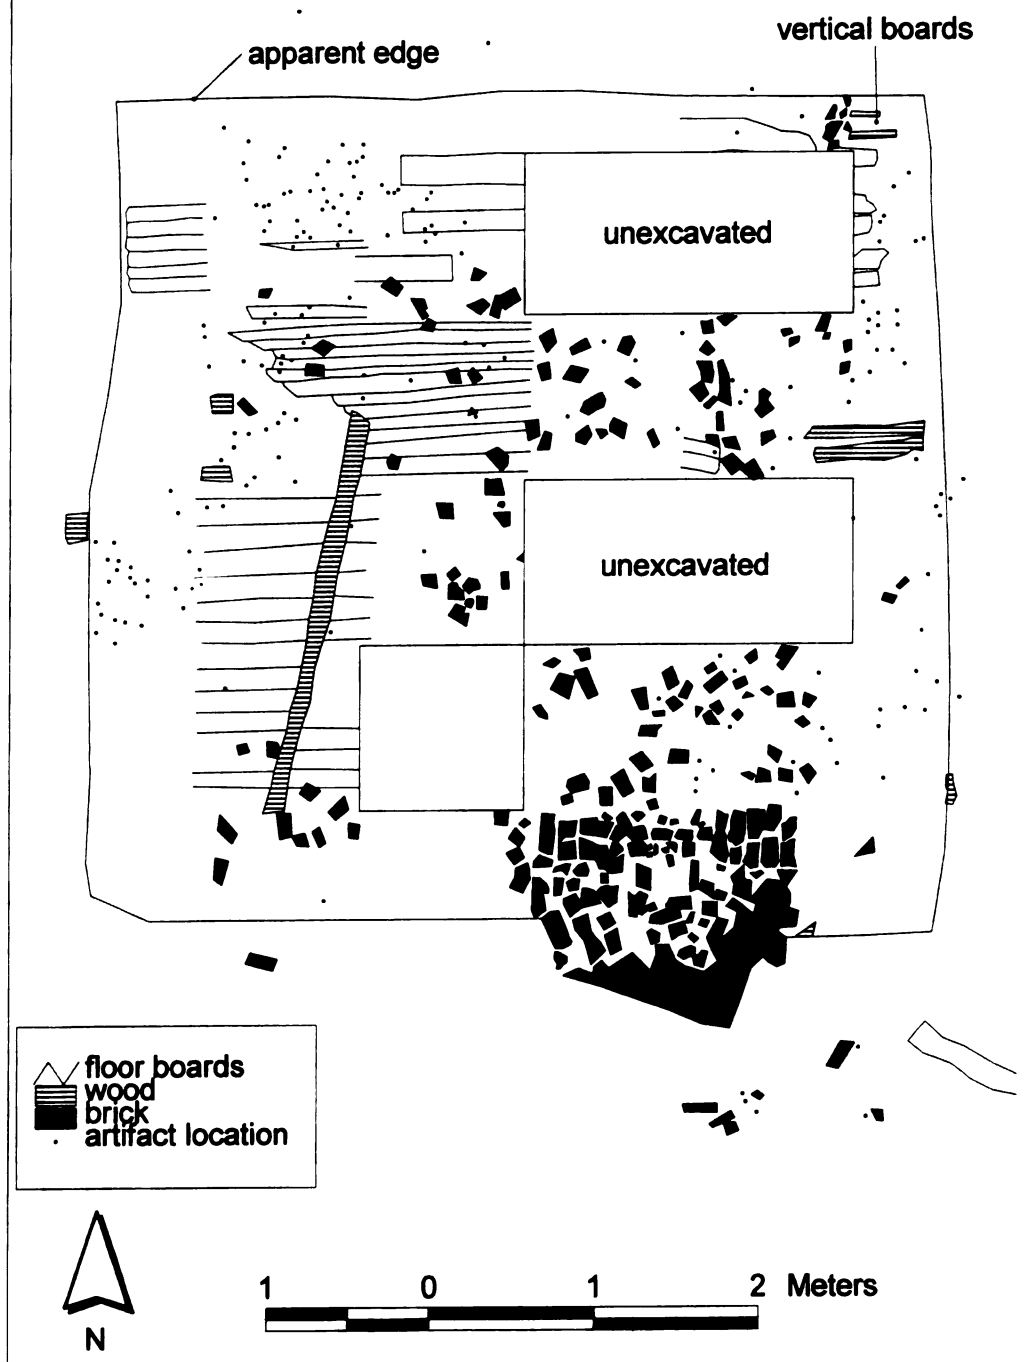 apparent edge
vertical boards
unexcavated
unexcavated
floor boards
wood
brick
artifact location
N
1 0 1 2 Meters